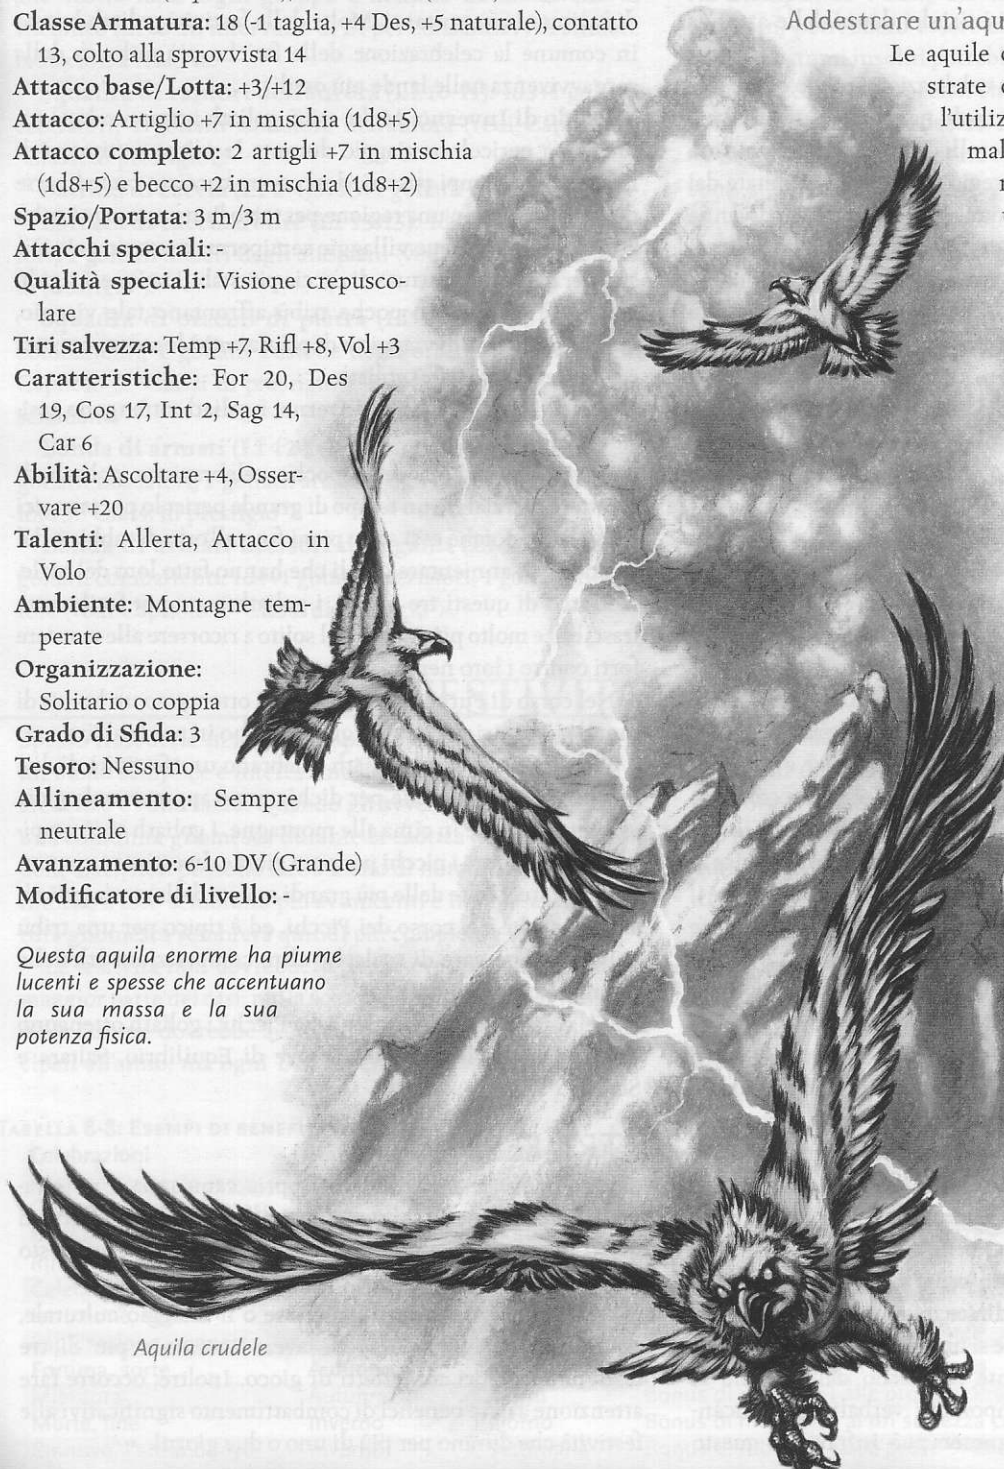 Classe Armatura: 18 (-1 taglia, +4 Des, +5 naturale), contatto
13, colto alla sprovvista 14
Attacco base/Lotta: +3/+12
Attacco: Artiglio +7 in mischia (1d8+5)
Attacco completo: 2 artigli +7 in mischia
(1d8+5) e becco +2 in mischia (1d8+2)
Spazio/Portata: 3 m/3 m
Attacchi speciali: -
Qualità speciali: Visione crepusco-
lare
Tiri salvezza: Temp +7, Rifl +8, Vol +3
Caratteristiche: For 20, Des
19, Cos 17, Int 2, Sag 14,
Car 6
Abilità: Ascoltare +4, Osser-
vare +20
Talenti: Allerta, Attacco in
Volo
Ambiente: Montagne tem-
perate
Organizzazione:
Solitario o coppia
Grado di Sfida: 3
Tesoro: Nessuno
Allineamento: Sempre
neutrale
Avanzamento: 6-10 DV (Grande)
Modificatore di livello: -
Questa aquila enorme ha piume
lucenti e spesse che accentuano
la sua massa e la sua
potenza fisica.
Aquila crudele
Addestrare un'aqu
Le aquile
strate
l'utiliz
mal